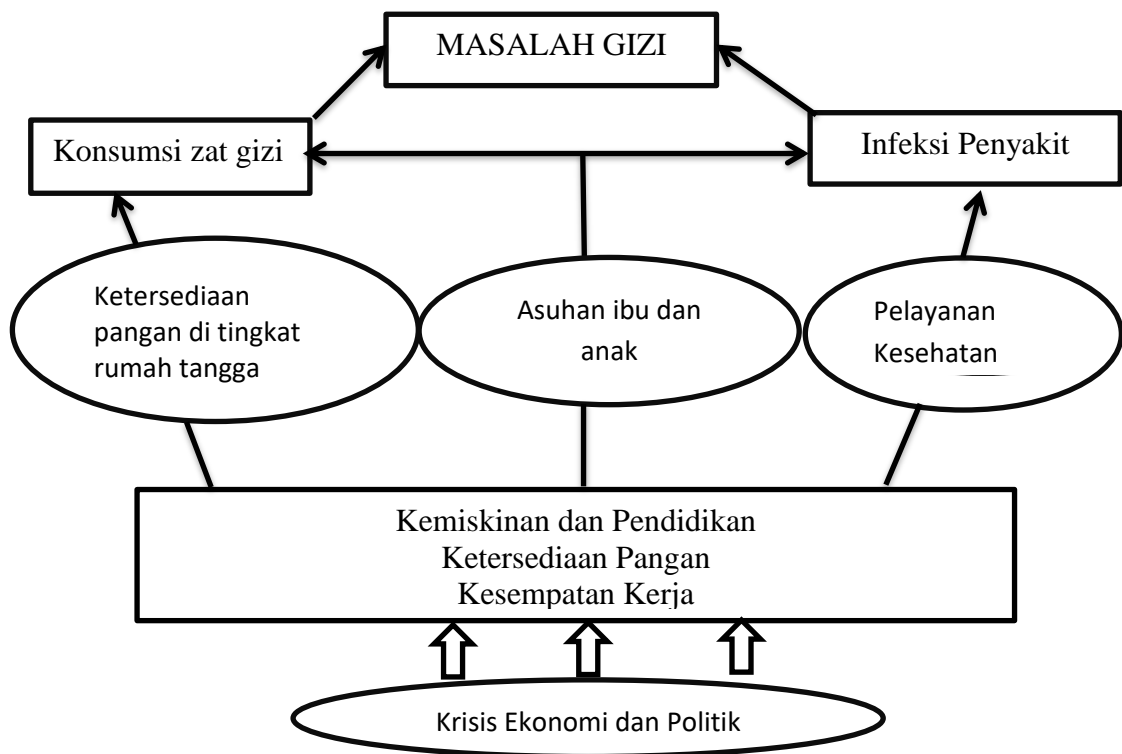 MASALAH GIZI
Konsumsi zat gizi
Infeksi Penyakit
Ketersediaan
pangan di tingkat
rumah tangga
Asuhan ibu dan
anak
Pelayanan
Kesehatan
Kemiskinan dan Pendidikan
Ketersediaan Pangan
Kesempatan Kerja
Krisis Ekonomi dan Politik